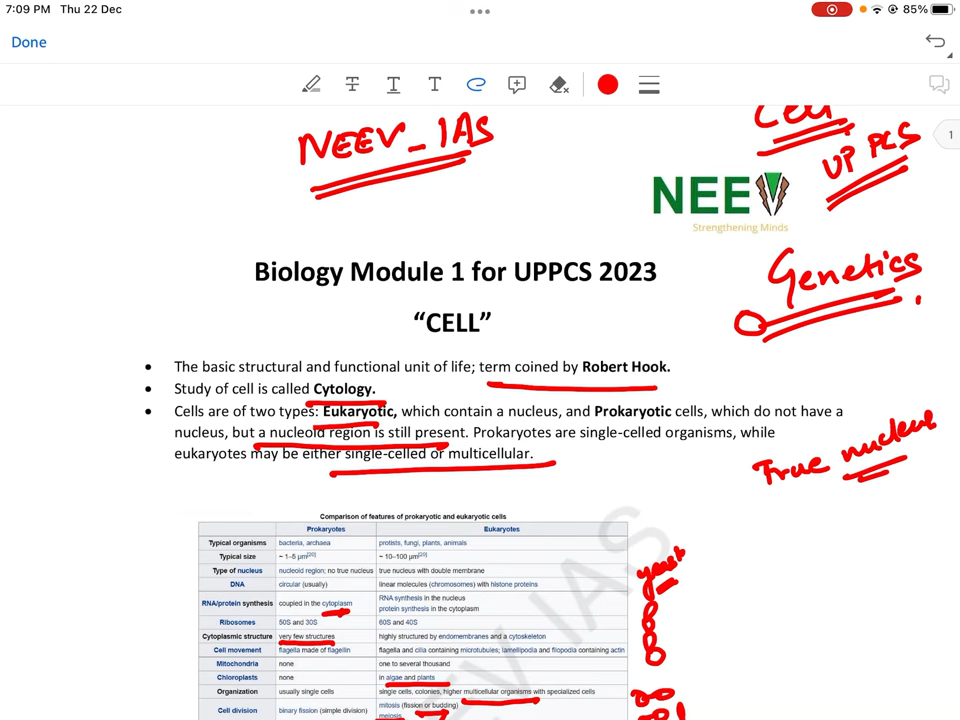 7:09 PM Thu 22 Dec
85%
Done
1
NEEV_IAS
Cell
UP PCS
NEEV
Strengthening Minds
Genetics
Biology Module 1 for UPPCS 2023
“CELL”
• The basic structural and functional unit of life; term coined by Robert Hook.
• Study of cell is called Cytology.
• Cells are of two types: Eukaryotic, which contain a nucleus, and Prokaryotic cells, which do not have a
nucleus, but a nucleoid region is still present. Prokaryotes are single-celled organisms, while
eukaryotes may be either single-celled or multicellular.
True nucleus
Comparison of features of prokaryotic and eukaryotic cells
Prokaryotes Eukaryotes
Typical organisms bacteria, archaea protists, fungi, plants, animals
Typical size ~ 1–5 μm[20] ~ 10–100 μm[20]
Type of nucleus nucleoid region; no true nucleus true nucleus with double membrane
DNA circular (usually) linear molecules (chromosomes) with histone proteins
RNA/protein synthesis coupled in the cytoplasm RNA synthesis in the nucleus
protein synthesis in the cytoplasm
Ribosomes 50S and 30S 60S and 40S
Cytoplasmic structure very few structures highly structured by endomembranes and a cytoskeleton
Cell movement flagella made of flagellin flagella and cilia containing microtubules; lamellipodia and filopodia containing actin
Mitochondria none one to several thousand
Chloroplasts none in algae and plants
Organization usually single cells single cells, colonies, higher multicellular organisms with specialized cells
Cell division binary fission (simple division) mitosis (fission or budding)
meiosis
yeast
EV IAS